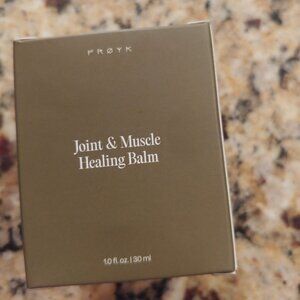 FRØYK
Joint & Muscle
Healing Balm
1.0 fl. oz. | 30 ml